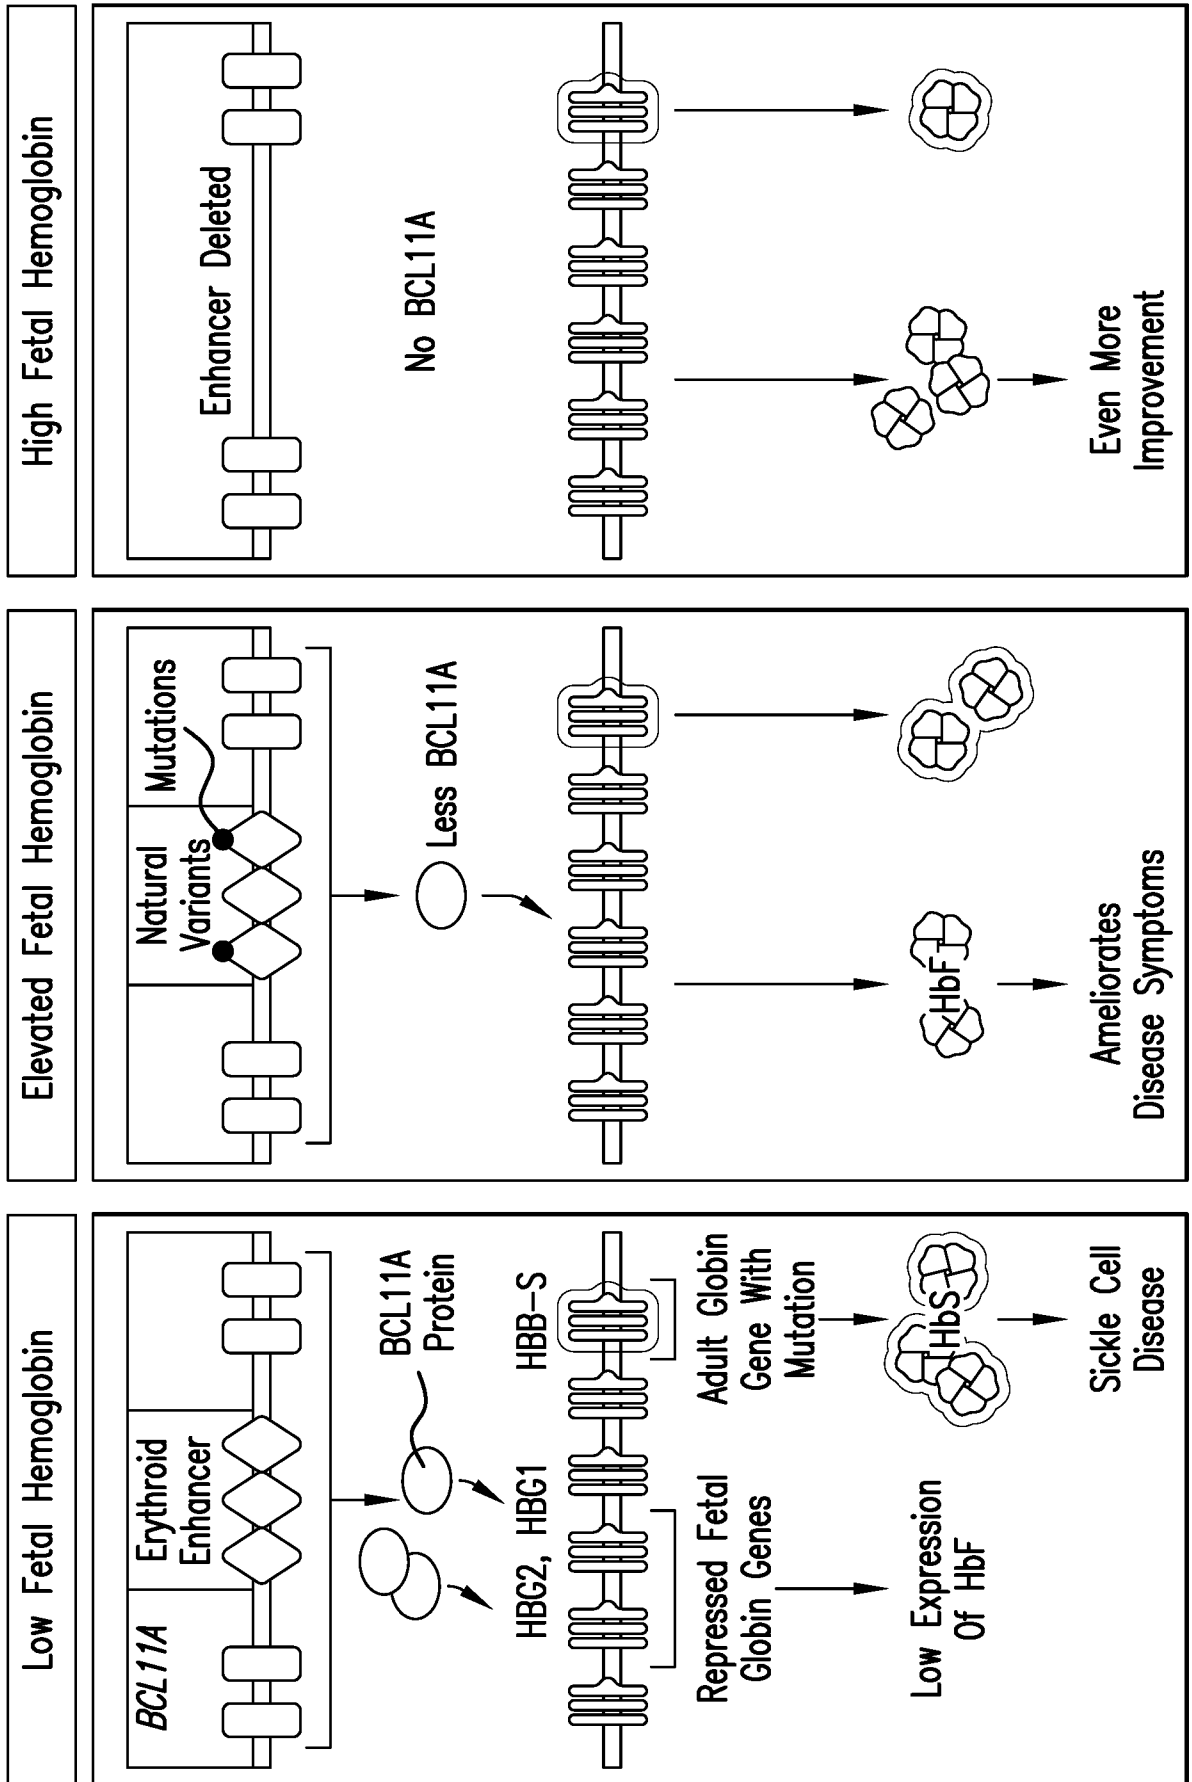 Low Fetal Hemoglobin
BCL11A
Erythroid
Enhancer
BCL11A
Protein
HBG2, HBG1
HBB-S
Repressed Fetal
Globin Genes
Adult Globin
Gene With
Mutation
Low Expression
Of HbF
HbS
Sickle Cell
Disease
Elevated Fetal Hemoglobin
Natural
Variants
Mutations
Less BCL11A
HbF
Ameliorates
Disease Symptoms
High Fetal Hemoglobin
Enhancer Deleted
No BCL11A
Even More
Improvement